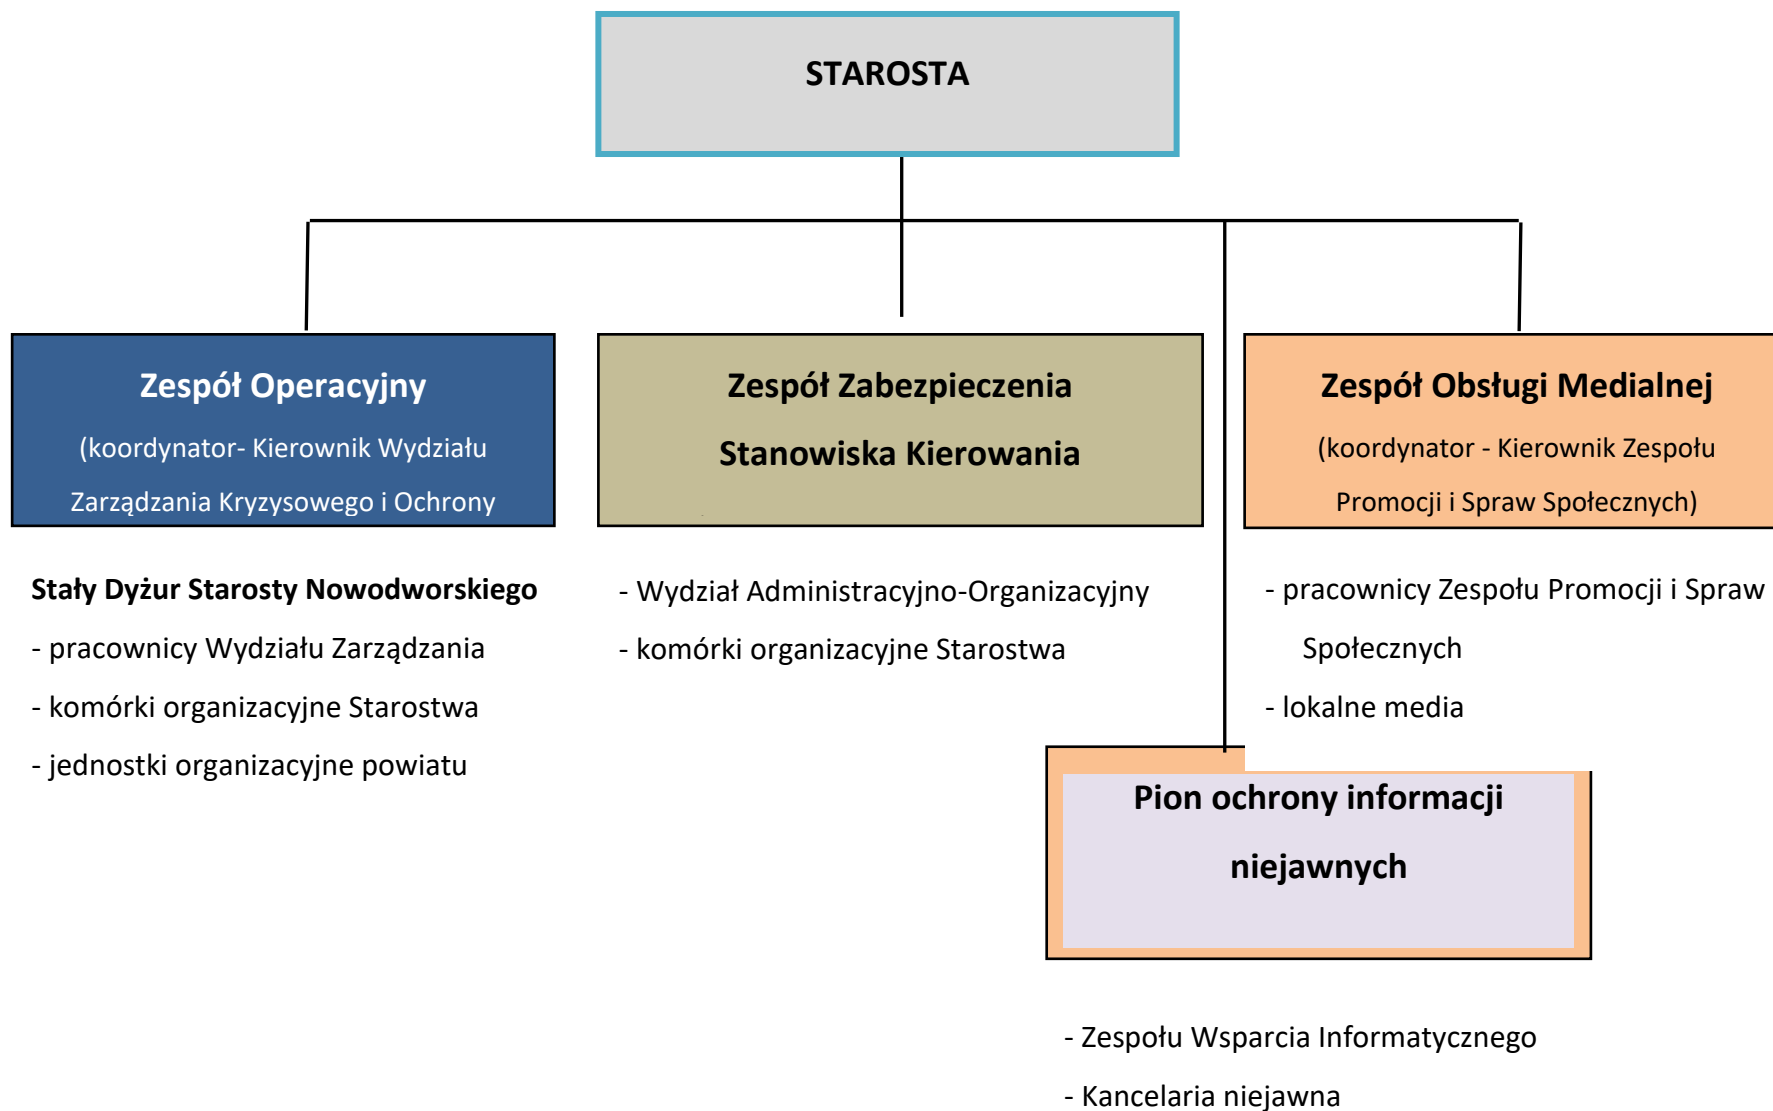 STAROSTA
Zespół Operacyjny
(koordynator- Kierownik Wydziału
Zarządzania Kryzysowego i Ochrony
Zespół Zabezpieczenia
Stanowiska Kierowania
Zespół Obsługi Medialnej
(koordynator - Kierownik Zespołu
Promocji i Spraw Społecznych)
Stały Dyżur Starosty Nowodworskiego
- pracownicy Wydziału Zarządzania
- komórki organizacyjne Starostwa
- jednostki organizacyjne powiatu
- Wydział Administracyjno-Organizacyjny
- komórki organizacyjne Starostwa
- pracownicy Zespołu Promocji i Spraw
Społecznych
- lokalne media
Pion ochrony informacji
niejawnych
- Zespołu Wsparcia Informatycznego
- Kancelaria niejawna